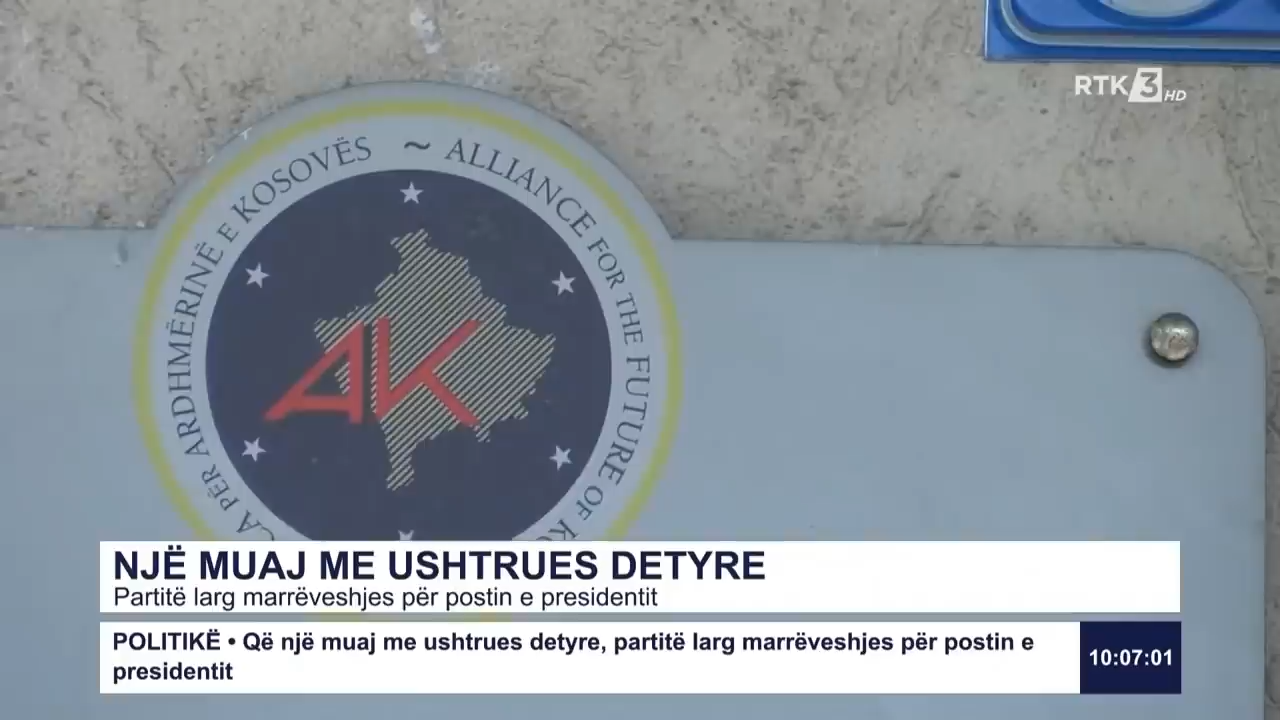 RTK 3 HD
PËR ARDHMËRINË E KOSOVËS ~ ALLIANCE FOR THE FUTURE OF
AK
NJË MUAJ ME USHTRUES DETYRE
Partitë larg marrëveshjes për postin e presidentit
POLITIKË • Që një muaj me ushtrues detyre, partitë larg marrëveshjes për postin e
presidentit
10:07:01